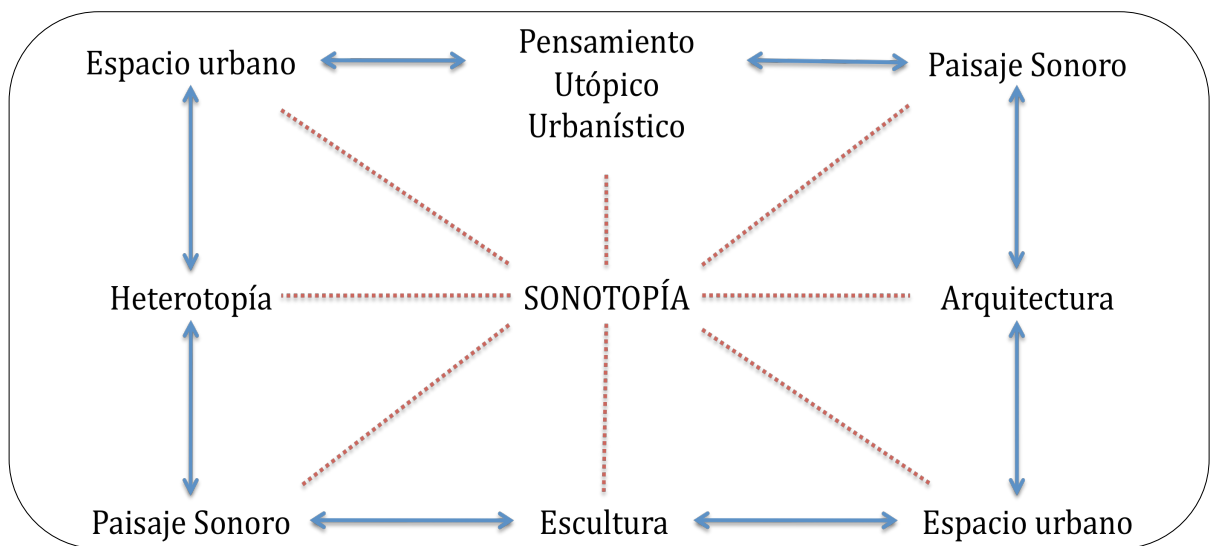 Espacio urbano
Pensamiento
Utópico
Urbanístico
Paisaje Sonoro
Heterotopía
SONOTOPÍA
Arquitectura
Paisaje Sonoro
Escultura
Espacio urbano